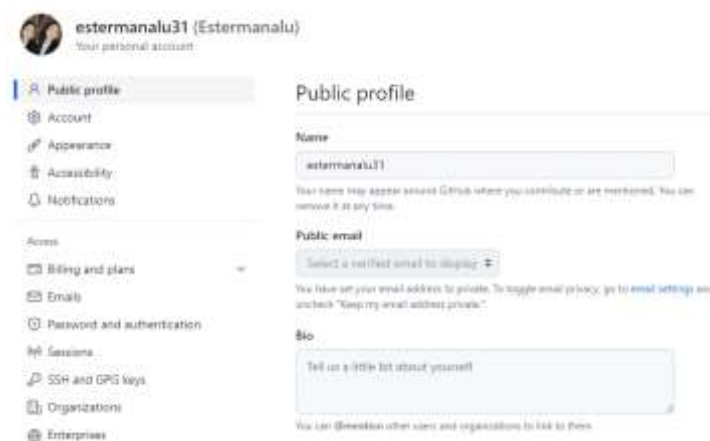 estermanalu31 (Estermanalu)
Your personal account
Public profile
Account
Appearance
Accessibility
Notifications
Access
Billing and plans
Emails
Password and authentication
Sessions
SSH and GPG keys
Organizations
Enterprises
Public profile
Name
estermanalu31
Your name may appear around GitHub where you contribute or are mentioned. You can
remove it at any time.
Public email
Select a verified email to display
You have set your email address to private. To toggle email privacy, go to email settings and
uncheck "Keep my email address private."
Bio
Tell us a little bit about yourself
You can @mention other users and organizations to link to them.